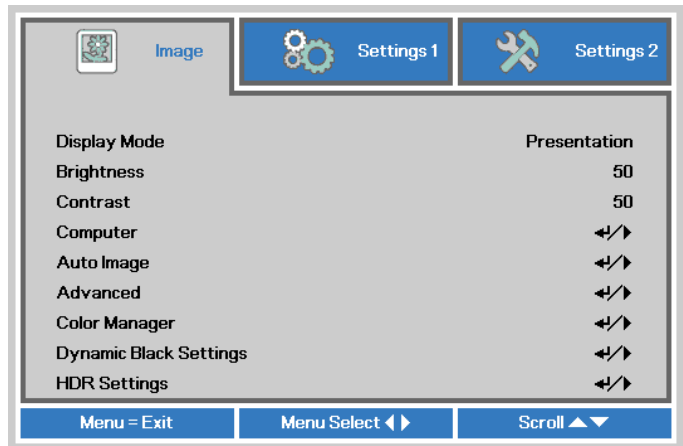 Image Settings 1 Settings 2
Display Mode Presentation
Brightness 50
Contrast 50
Computer ↵/▶
Auto Image ↵/▶
Advanced ↵/▶
Color Manager ↵/▶
Dynamic Black Settings ↵/▶
HDR Settings ↵/▶
Menu = Exit Menu Select ◀ ▶ Scroll ▲▼